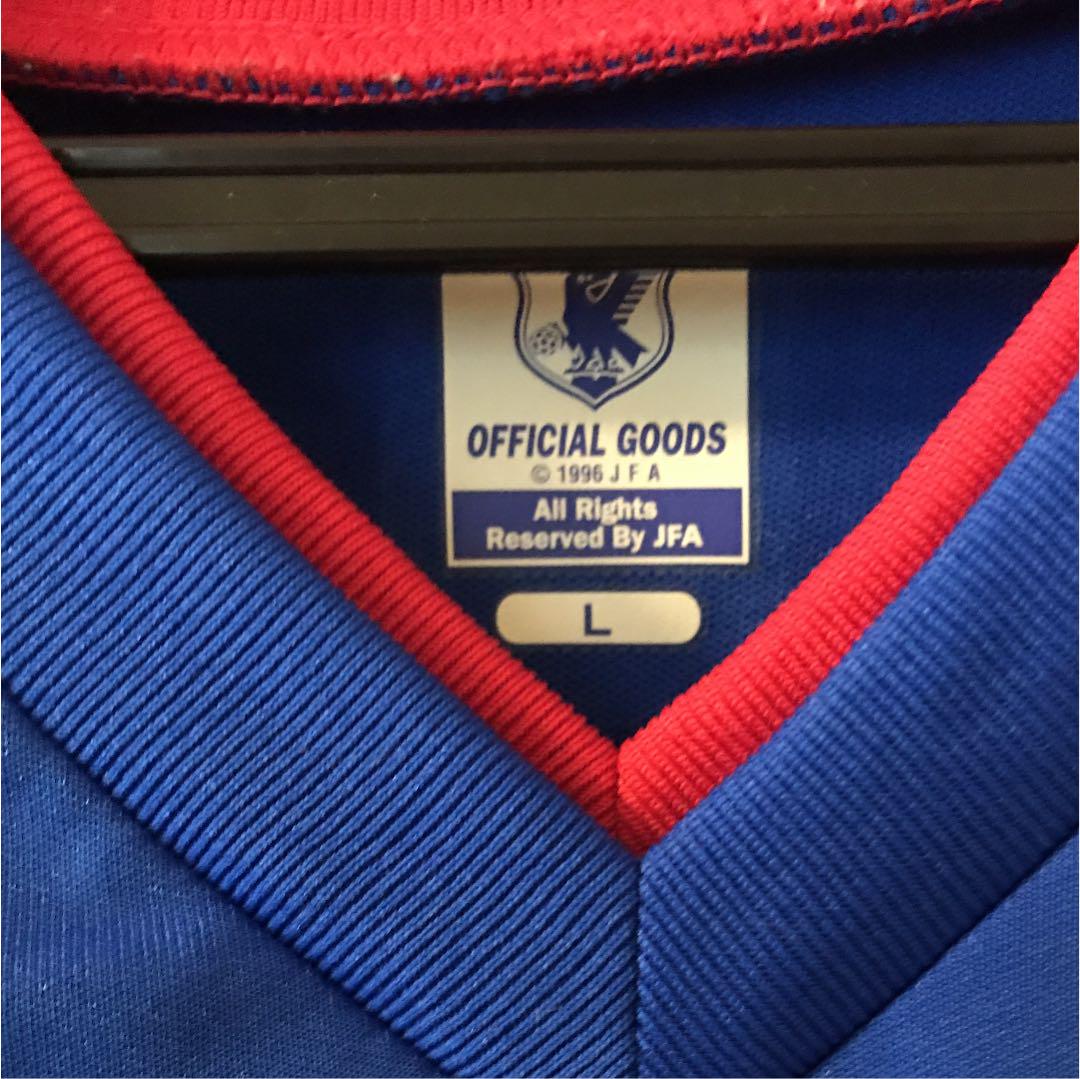 OFFICIAL GOODS
© 1996 J F A
All Rights
Reserved By JFA
L